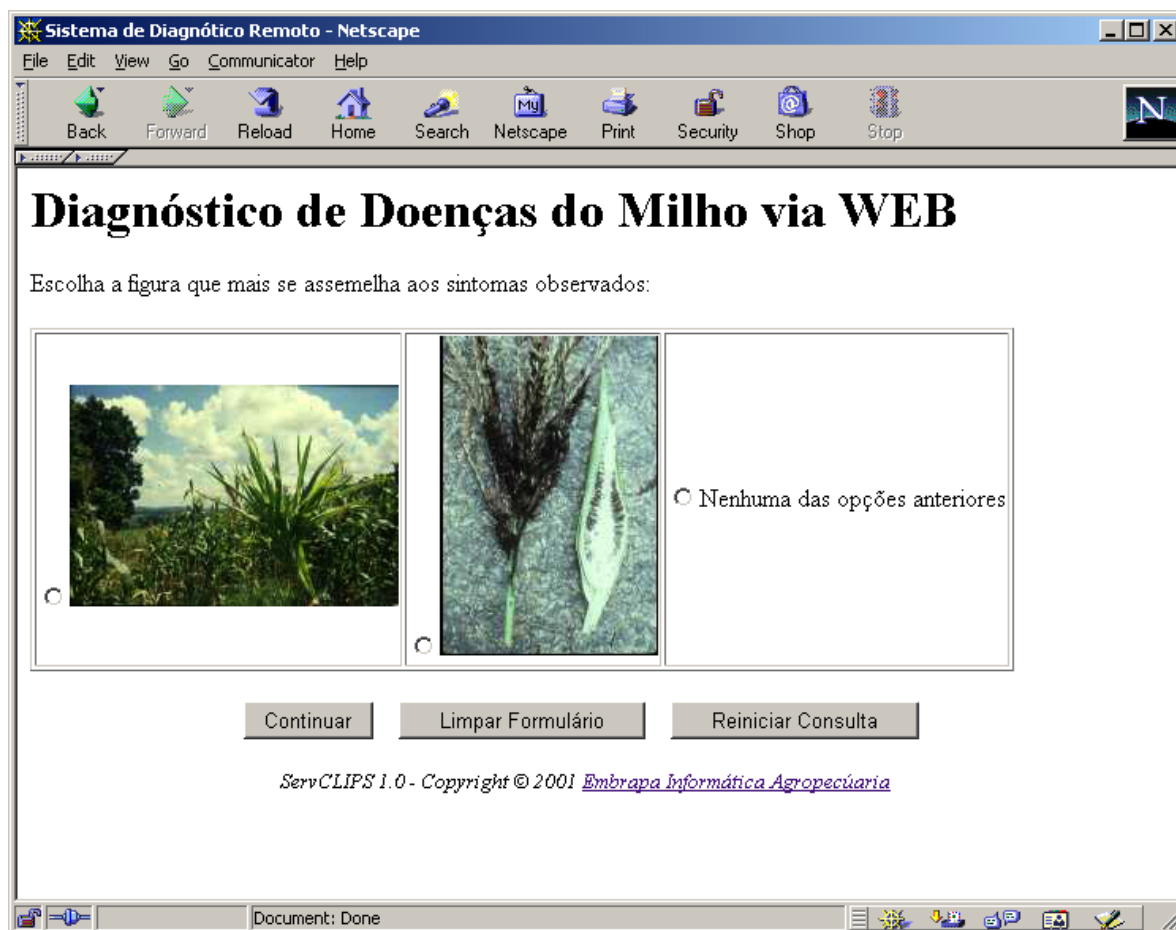 Sistema de Diagnótico Remoto - Netscape
File Edit View Go Communicator Help
Back Forward Reload Home Search Netscape Print Security Shop Stop
My
N
Diagnóstico de Doenças do Milho via WEB
Escolha a figura que mais se assemelha aos sintomas observados:
Nenhuma das opções anteriores
Continuar Limpar Formulário Reiniciar Consulta
ServCLIPS 1.0 - Copyright © 2001 Embrapa Informática Agropecúaria
Document: Done